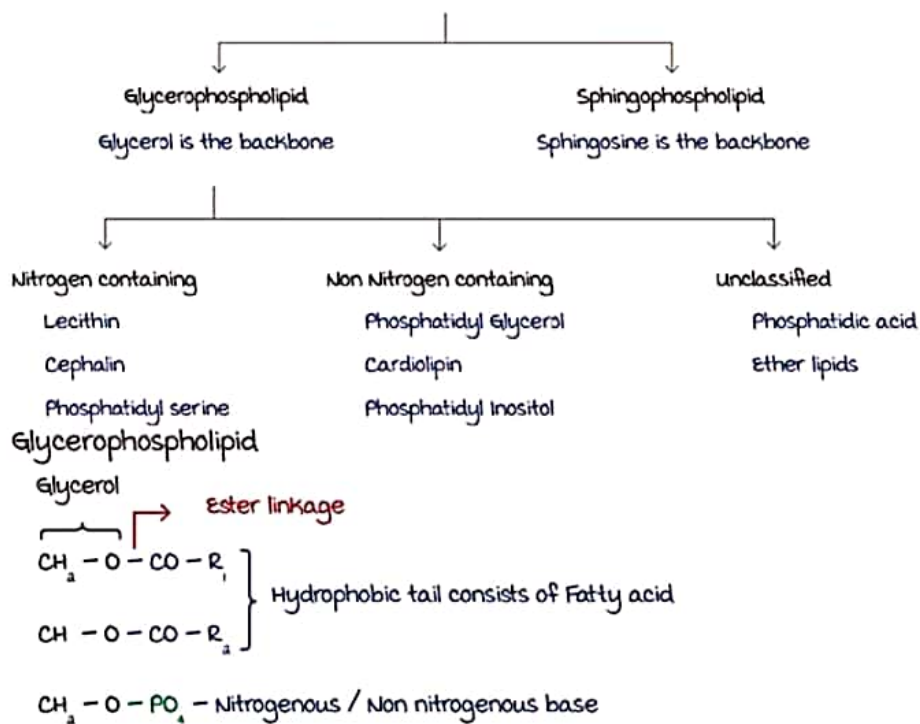 Glycerophospholipid Sphingophospholipid
Glycerol is the backbone Sphingosine is the backbone
Nitrogen containing Non Nitrogen containing Unclassified
Lecithin Phosphatidyl Glycerol Phosphatidic acid
Cephalin Cardiolipin Ether lipids
Phosphatidyl serine Phosphatidyl Inositol
Glycerophospholipid
Glycerol
Ester linkage
CH₂ – O – CO – R₁
Hydrophobic tail consists of Fatty acid
CH – O – CO – R₂
CH₂ – O – PO₄ – Nitrogenous / Non nitrogenous base